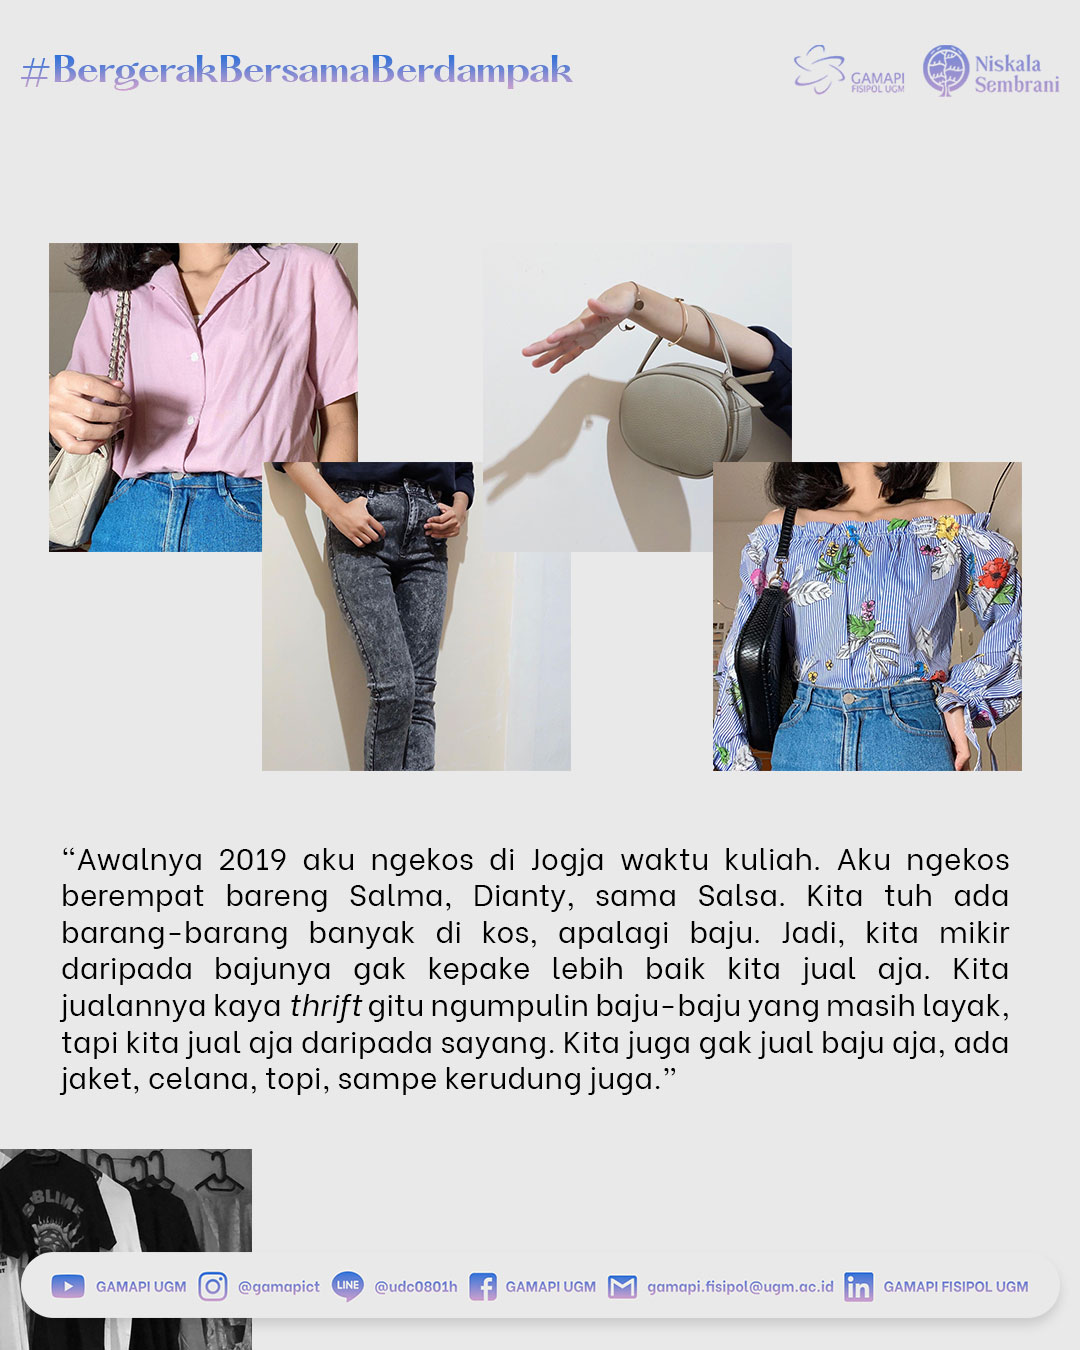 #BergerakBersamaBerdampak
GAMAPI
FISIPOL UGM
Niskala
Sembrani
“Awalnya 2019 aku ngekos di Jogja waktu kuliah. Aku ngekos
berempat bareng Salma, Dianty, sama Salsa. Kita tuh ada
barang-barang banyak di kos, apalagi baju. Jadi, kita mikir
daripada bajunya gak kepake lebih baik kita jual aja. Kita
jualannya kaya thrift gitu ngumpulin baju-baju yang masih layak,
tapi kita jual aja daripada sayang. Kita juga gak jual baju aja, ada
jaket, celana, topi, sampe kerudung juga.”
GAMAPI UGM @gamapict LINE @udc0801h GAMAPI UGM gamapi.fisipol@ugm.ac.id in GAMAPI FISIPOL UGM